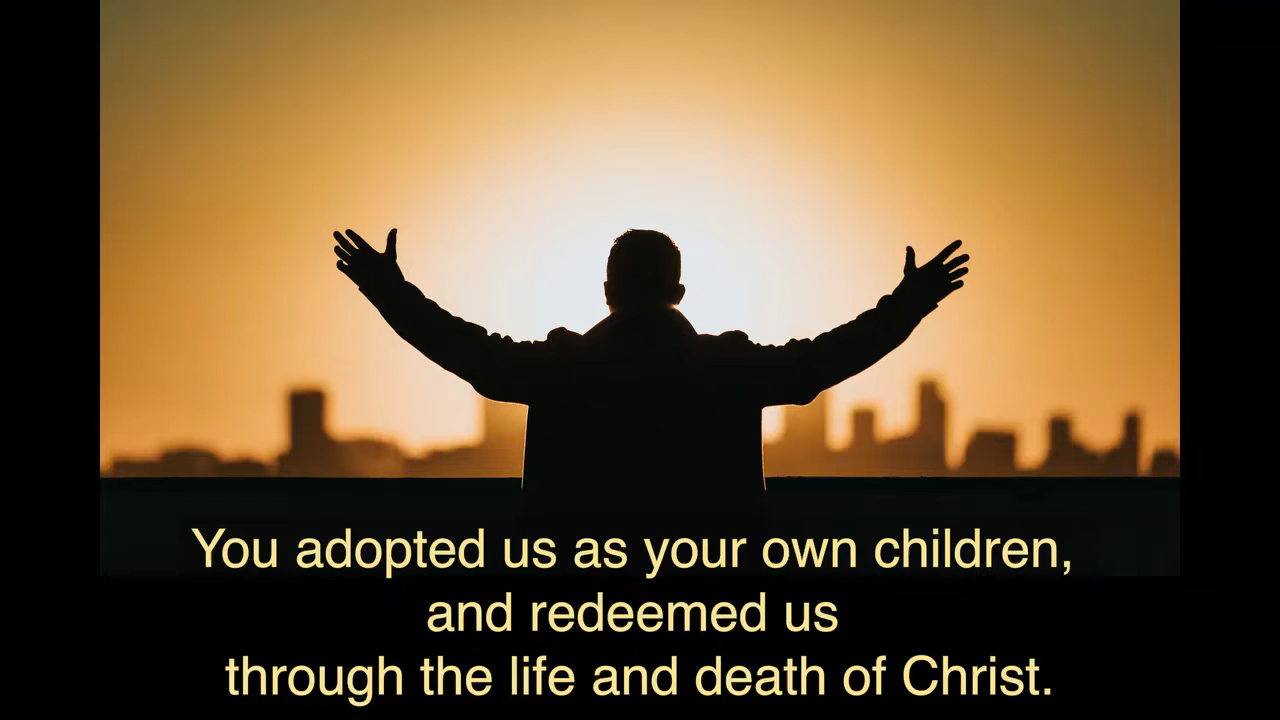 You adopted us as your own children,
and redeemed us
through the life and death of Christ.